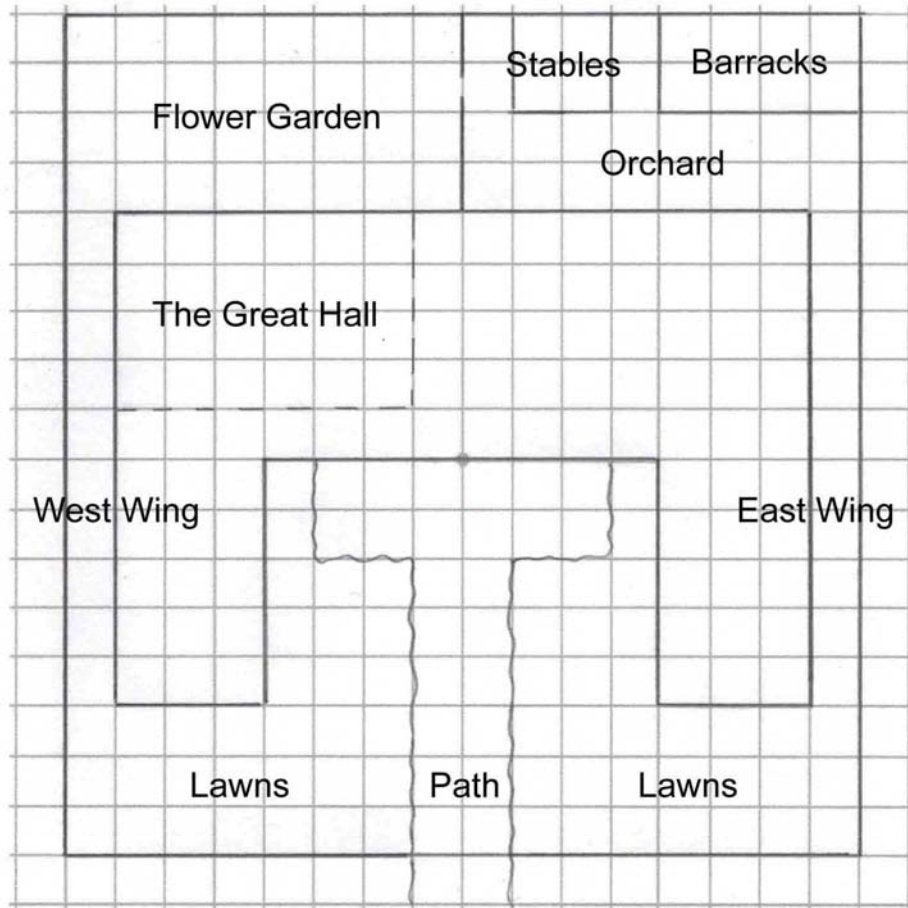 Stables
Barracks
Flower Garden
Orchard
The Great Hall
West Wing
East Wing
Lawns
Path
Lawns